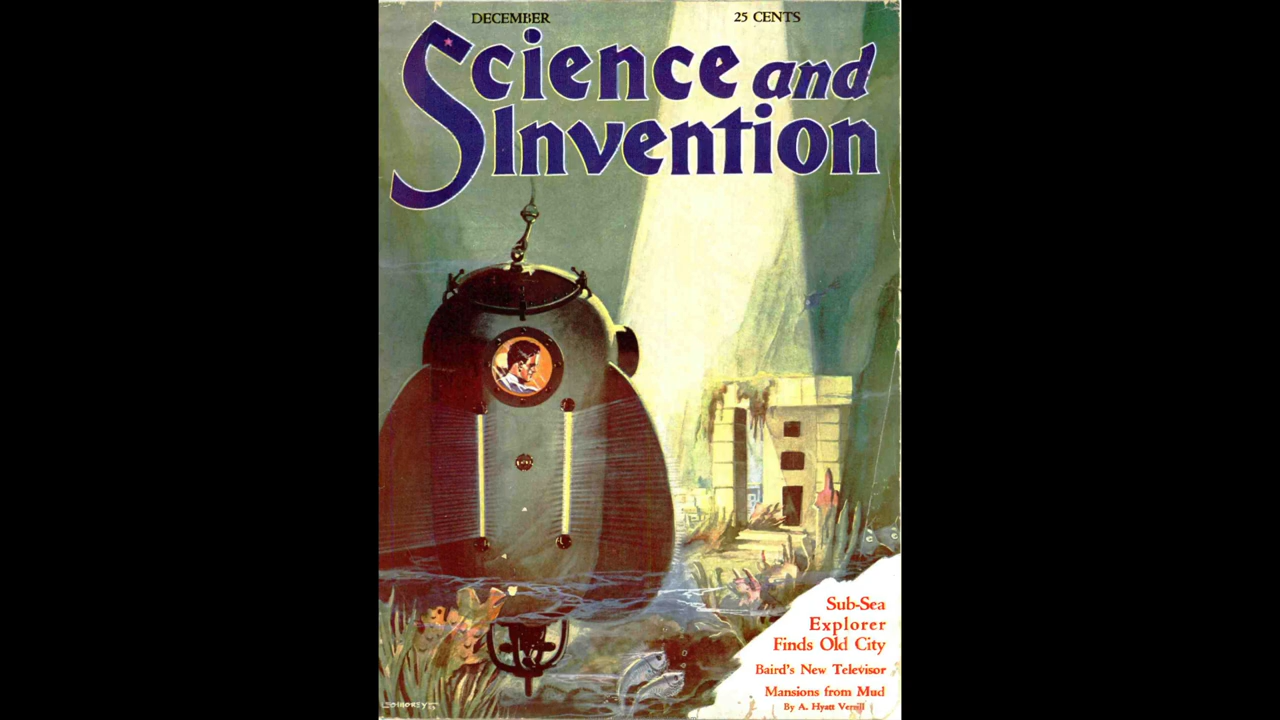 DECEMBER 25 CENTS
Science and
Invention
Sub-Sea
Explorer
Finds Old City
Baird's New Televisor
Mansions from Mud
By A. Hyatt Verrill